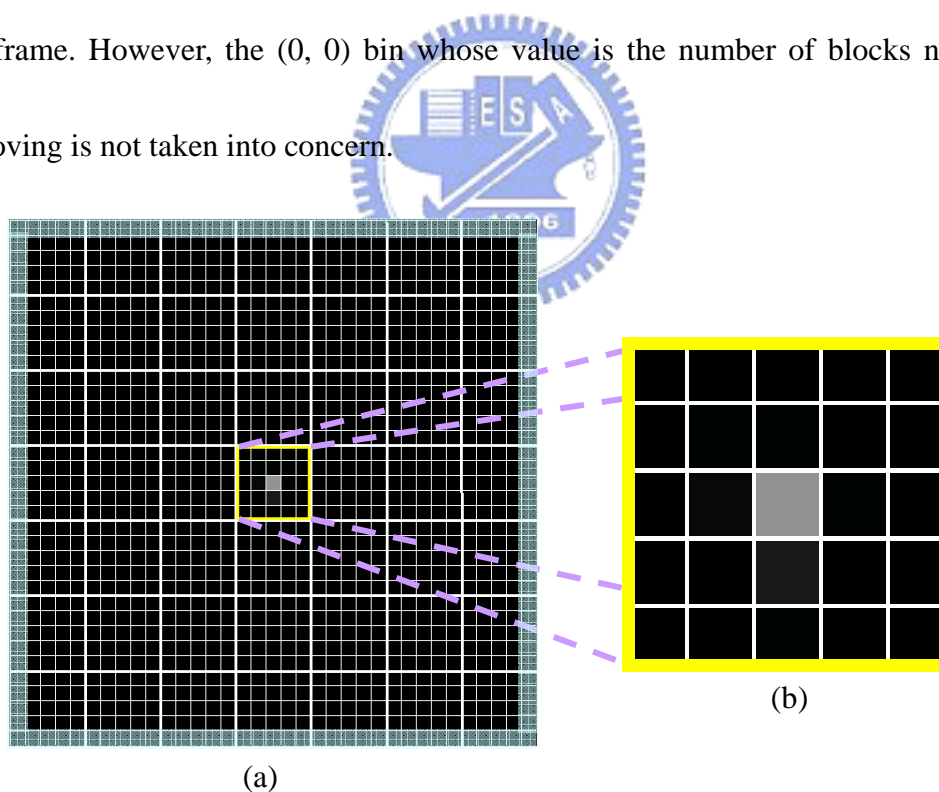 frame. However, the (0, 0) bin whose value is the number of blocks n
oving is not taken into concern.
E S A
1896
(b)
(a)